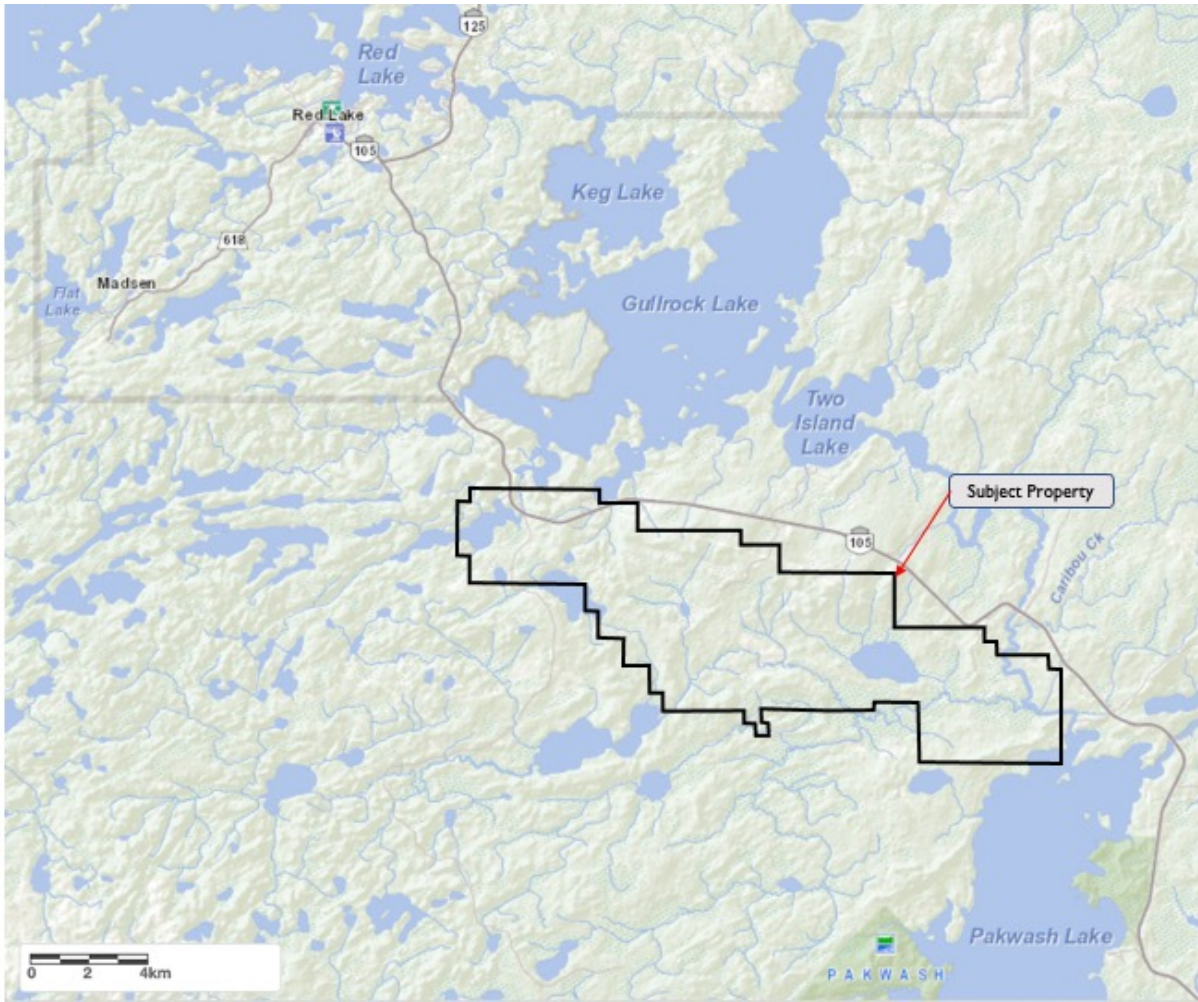 125
Red
Lake
Red Lake
105
Keg Lake
618
Madsen
Flat
Lake
Gullrock Lake
Two
Island
Lake
Subject Property
105
Caribou Ck
Pakwash Lake
PAKWASH
0 2 4km